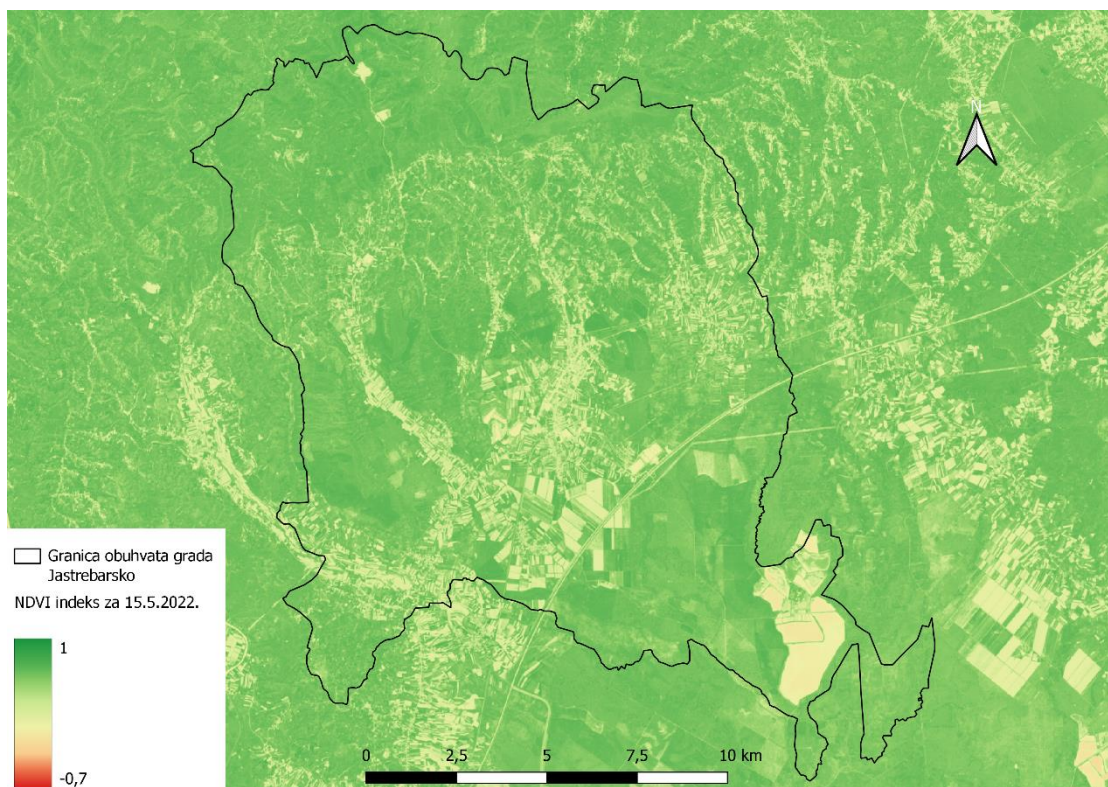 N
Granica obuhvata grada
Jastrebarsko
NDVI indeks za 15.5.2022.
1
-0,7
0 2,5 5 7,5 10 km